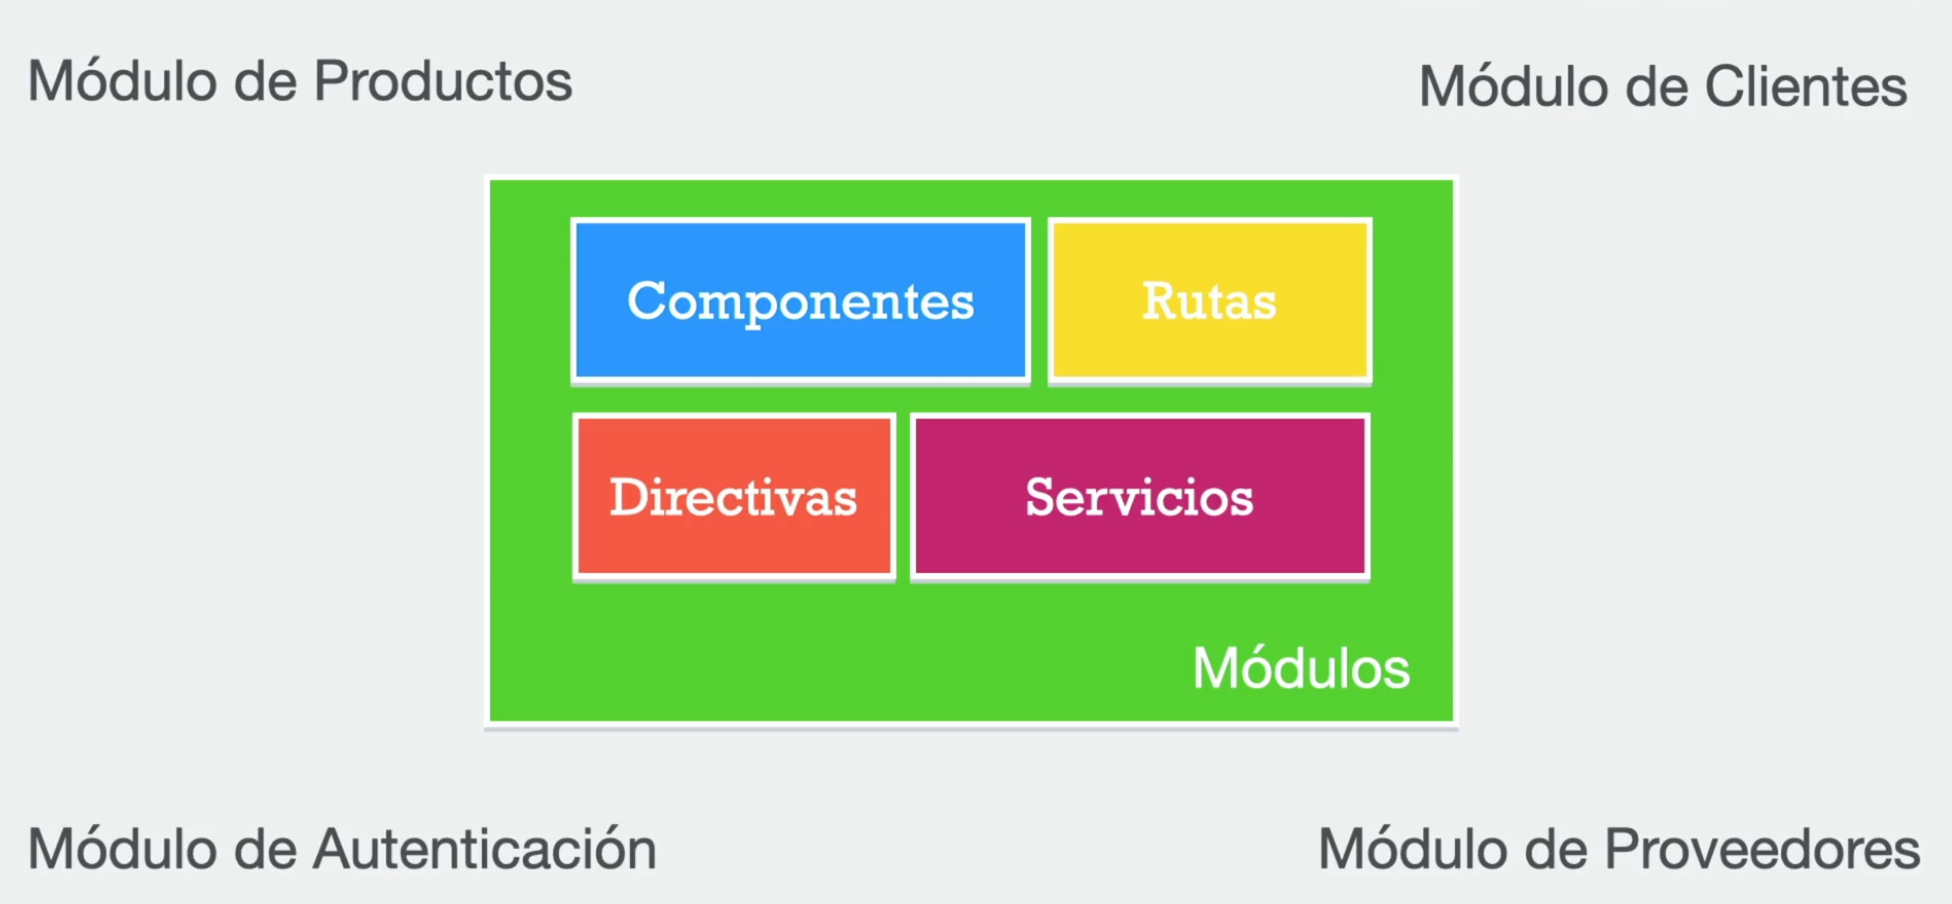 Módulo de Productos
Módulo de Clientes
Componentes
Rutas
Directivas
Servicios
Módulos
Módulo de Autenticación
Módulo de Proveedores